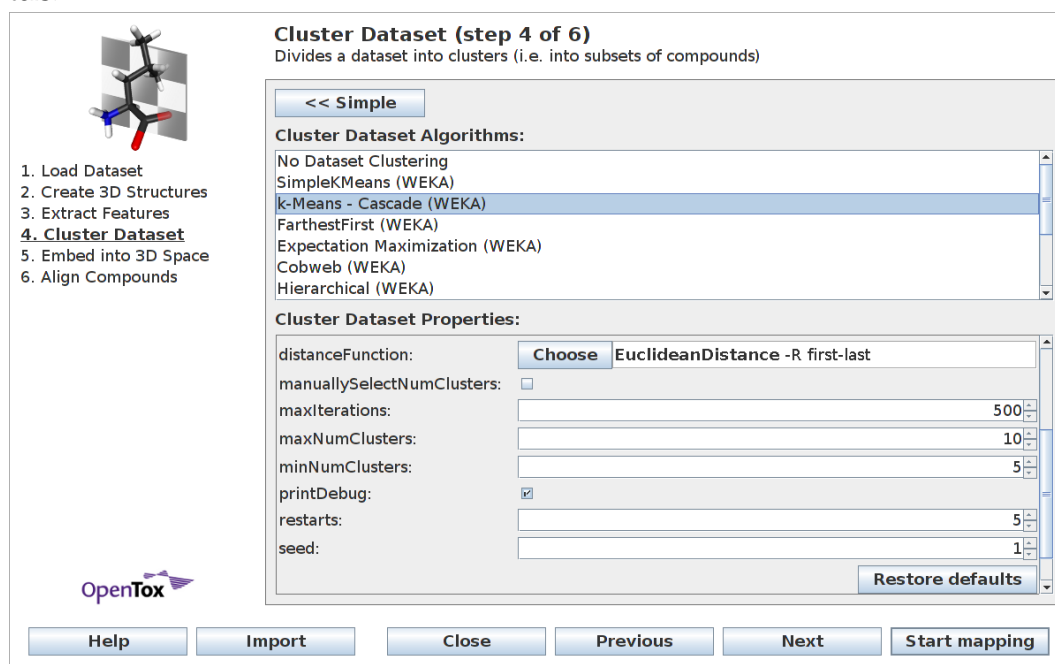 Cluster Dataset (step 4 of 6)
Divides a dataset into clusters (i.e. into subsets of compounds)
1. Load Dataset
2. Create 3D Structures
3. Extract Features
4. Cluster Dataset
5. Embed into 3D Space
6. Align Compounds
OpenTox
<< Simple
Cluster Dataset Algorithms:
No Dataset Clustering
SimpleKMeans (WEKA)
k-Means - Cascade (WEKA)
FarthestFirst (WEKA)
Expectation Maximization (WEKA)
Cobweb (WEKA)
Hierarchical (WEKA)
Cluster Dataset Properties:
distanceFunction: Choose EuclideanDistance -R first-last
manuallySelectNumClusters:
maxIterations: 500
maxNumClusters: 10
minNumClusters: 5
printDebug:
restarts: 5
seed: 1
Restore defaults
Help Import Close Previous Next Start mapping